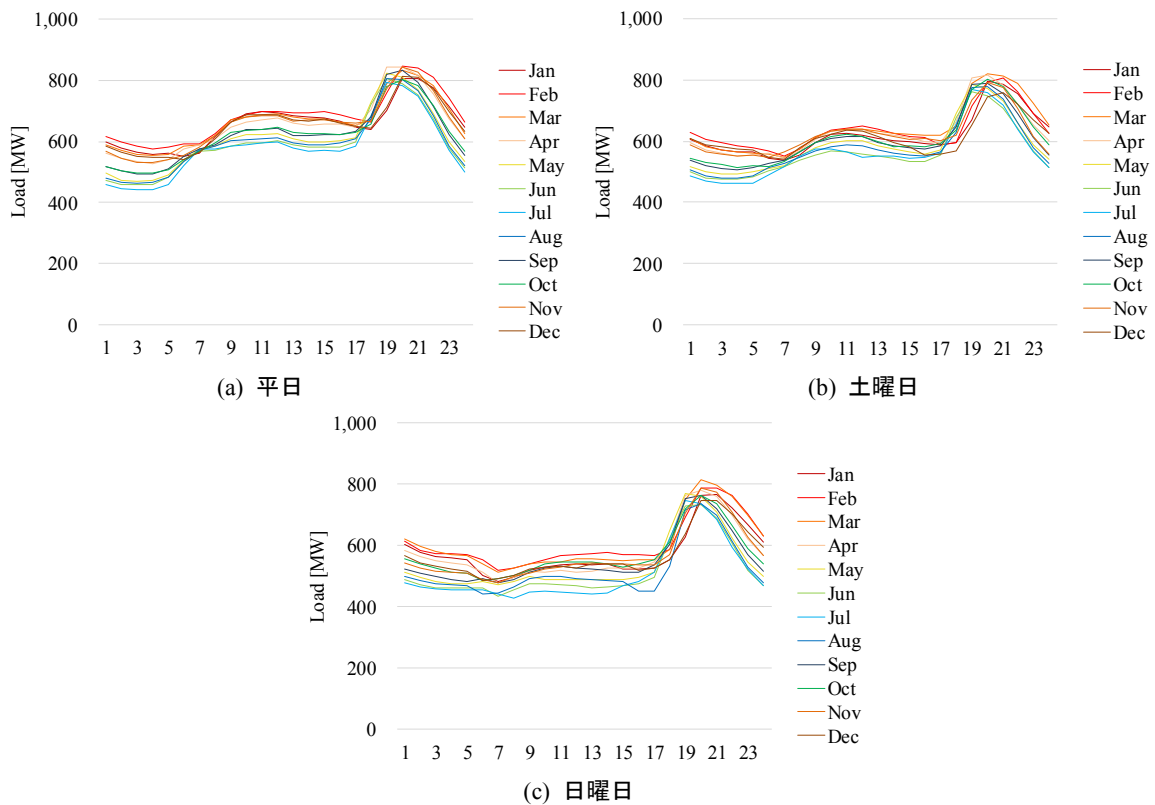 1,000
800
600
400
200
0
Load [MW]
1 3 5 7 9 11 13 15 17 19 21 23
Jan
Feb
Mar
Apr
May
Jun
Jul
Aug
Sep
Oct
Nov
Dec
(a) 平日
1,000
800
600
400
200
0
Load [MW]
1 3 5 7 9 11 13 15 17 19 21 23
Jan
Feb
Mar
Apr
May
Jun
Jul
Aug
Sep
Oct
Nov
Dec
(b) 土曜日
1,000
800
600
400
200
0
Load [MW]
1 3 5 7 9 11 13 15 17 19 21 23
Jan
Feb
Mar
Apr
May
Jun
Jul
Aug
Sep
Oct
Nov
Dec
(c) 日曜日